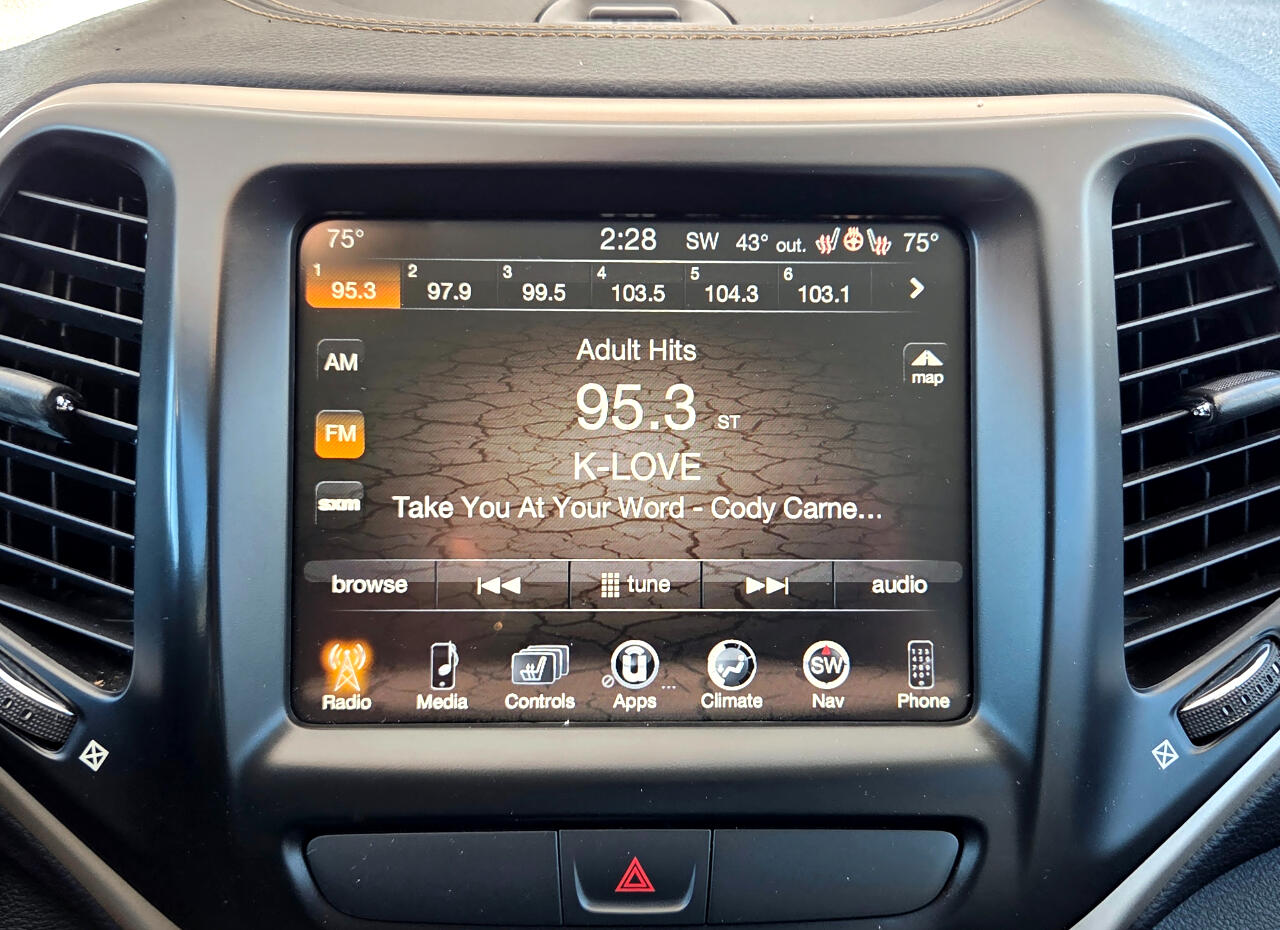 75° 2:28 SW 43° out. 75°
1 95.3 2 97.9 3 99.5 4 103.5 5 104.3 6 103.1
Adult Hits
AM
map
95.3 ST
FM
K-LOVE
sxm
Take You At Your Word - Cody Carne...
browse tune audio
SW
Radio Media Controls Apps ... Climate Nav Phone